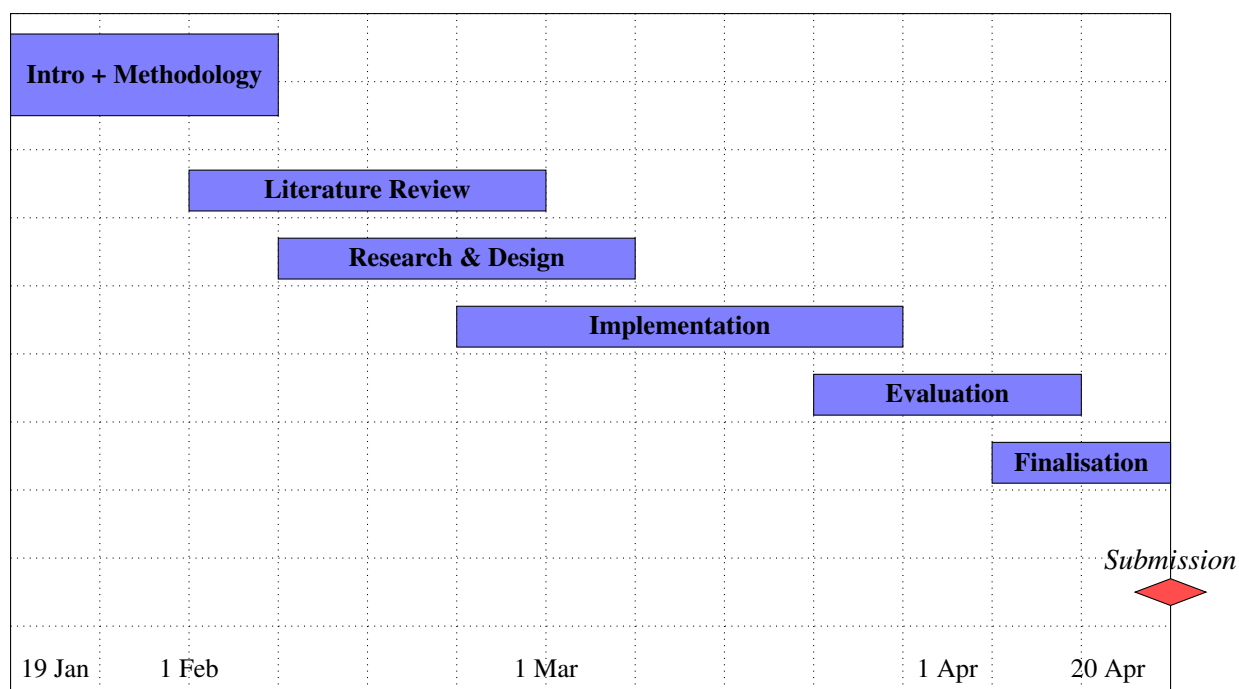 Intro + Methodology
Literature Review
Research & Design
Implementation
Evaluation
Finalisation
Submission
19 Jan 1 Feb 1 Mar 1 Apr 20 Apr